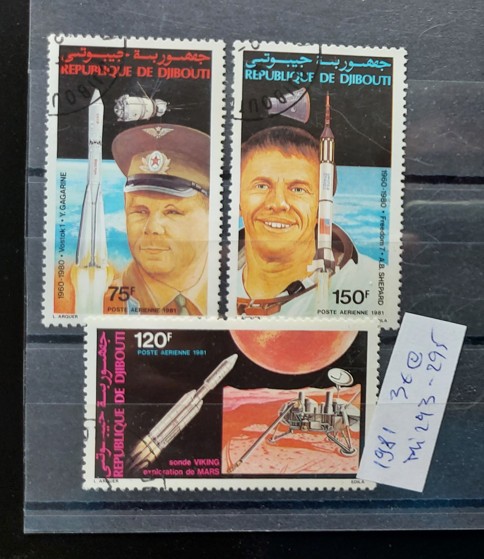 جمهورية جيبوتي
REPUBLIQUE DE DJIBOUTI
1960-1980 • Vostok 1 • Y. GAGARINE
75F
POSTE AERIENNE 1981
L. ARQUER
جمهورية جيبوتي
REPUBLIQUE DE DJIBOUTI
1960-1980 • Freedom 7 • A.B. SHEPARD
150F
POSTE AERIENNE 1981
جمهورية جيبوتي
REPUBLIQUE DE DJIBOUTI
120F
POSTE AERIENNE 1981
sonde VIKING
exploration de MARS
1981 3€
Mi 293-295